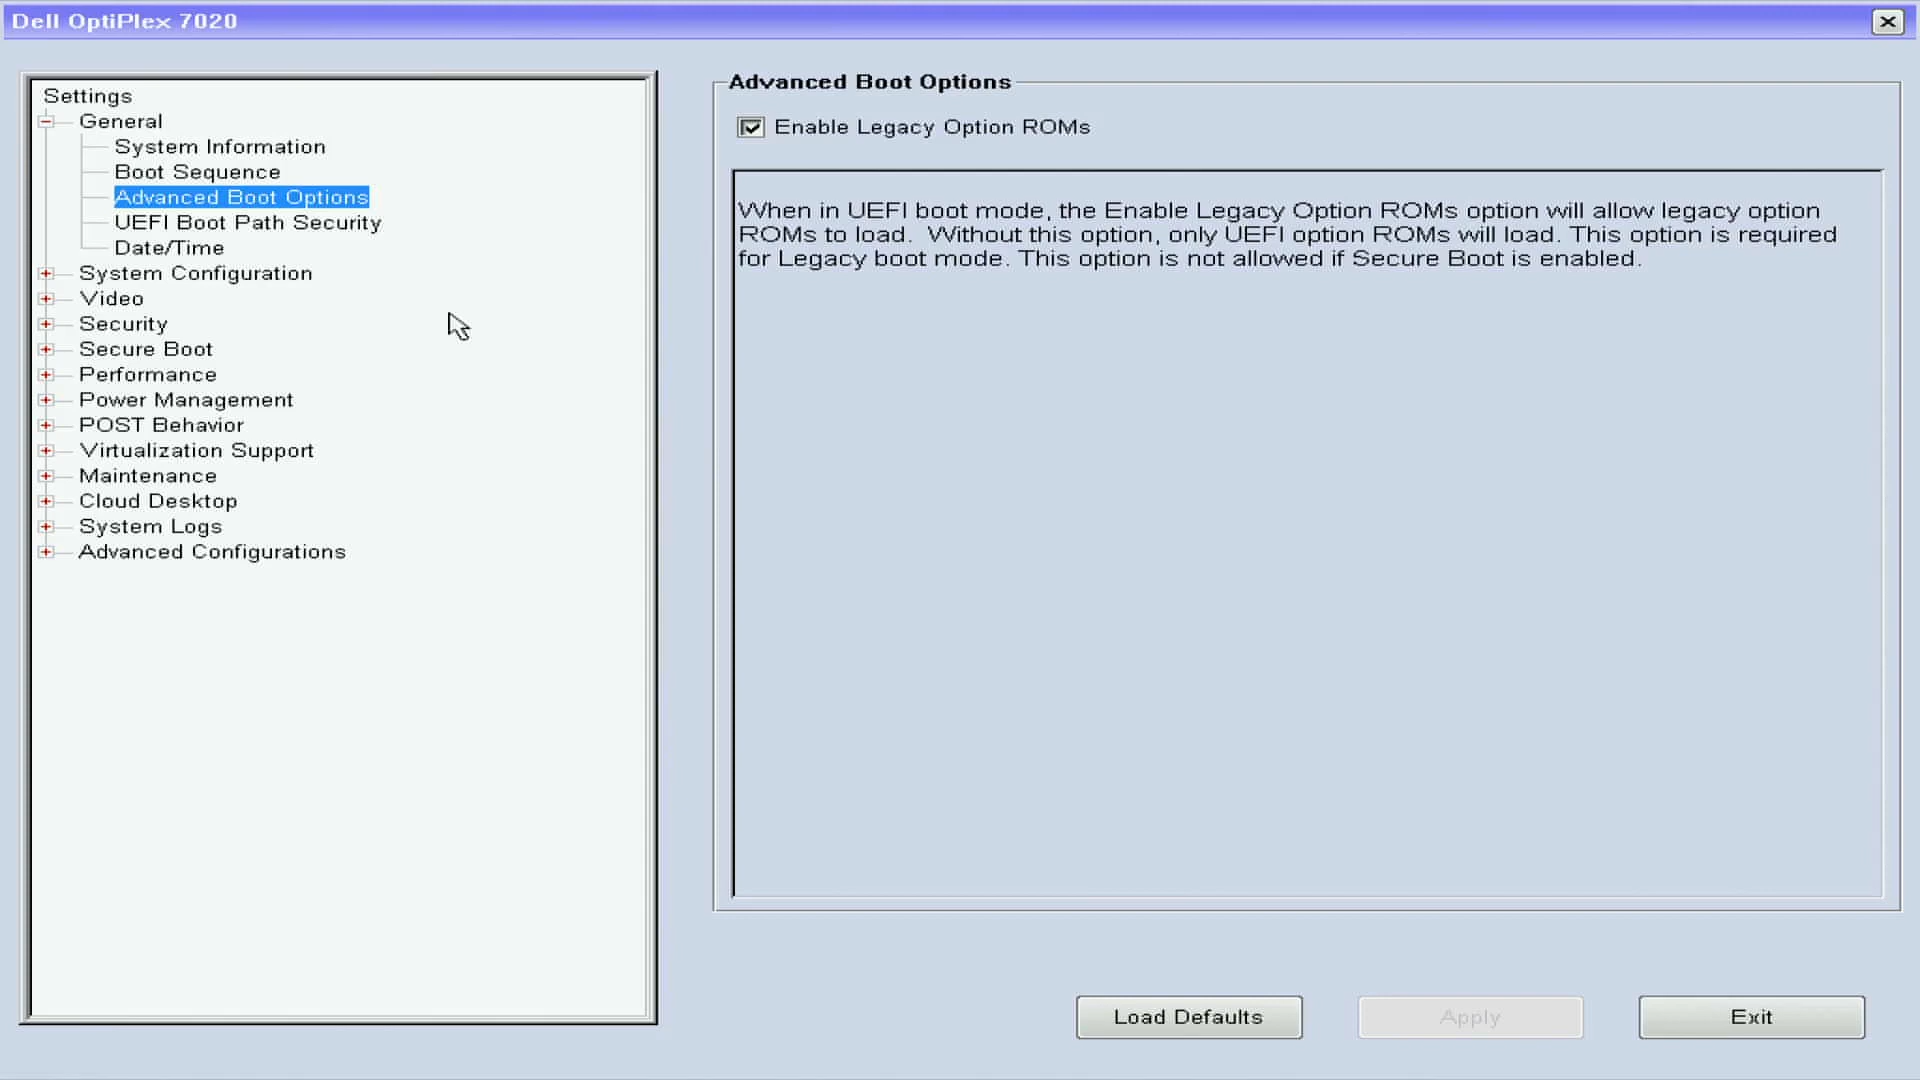 Dell OptiPlex 7020
Settings
General
System Information
Boot Sequence
Advanced Boot Options
UEFI Boot Path Security
Date/Time
System Configuration
Video
Security
Secure Boot
Performance
Power Management
POST Behavior
Virtualization Support
Maintenance
Cloud Desktop
System Logs
Advanced Configurations
Advanced Boot Options
Enable Legacy Option ROMs
When in UEFI boot mode, the Enable Legacy Option ROMs option will allow legacy option
ROMs to load.  Without this option, only UEFI option ROMs will load. This option is required
for Legacy boot mode. This option is not allowed if Secure Boot is enabled.
Load Defaults
Apply
Exit